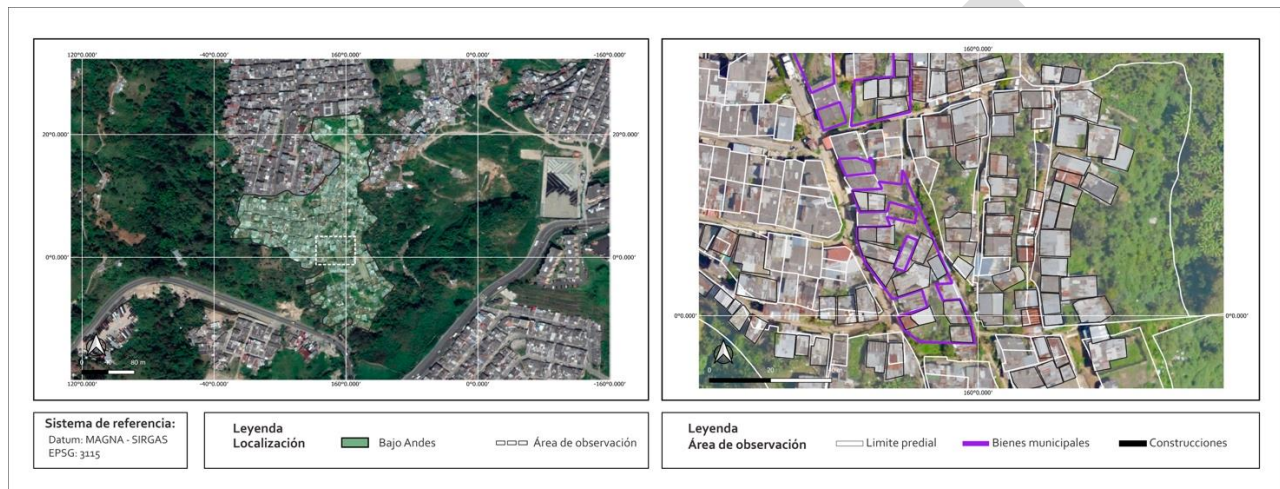 120°0.000'
-40°0.000'
160°0.000'
0°0.000'
-160°0.000'
20°0.000'
20°0.000'
0°0.000'
0°0.000'
0
80 m
120°0.000'
-40°0.000'
160°0.000'
0°0.000'
-160°0.000'
160°0.000'
0°0.000'
0°0.000'
0
20
160°0.000'
Sistema de referencia:
Datum: MAGNA - SIRGAS
EPSG: 3115
Leyenda
Localización
Bajo Andes
Área de observación
Leyenda
Área de observación
Limite predial
Bienes municipales
Construcciones